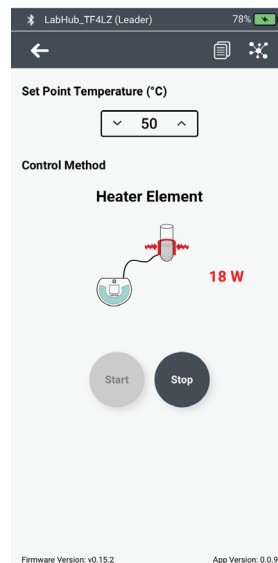 LabHub_TF4LZ (Leader) 78%
Set Point Temperature (°C)
50
Control Method
Heater Element
18 W
Start Stop
Firmware Version: v0.15.2 App Version: 0.0.9